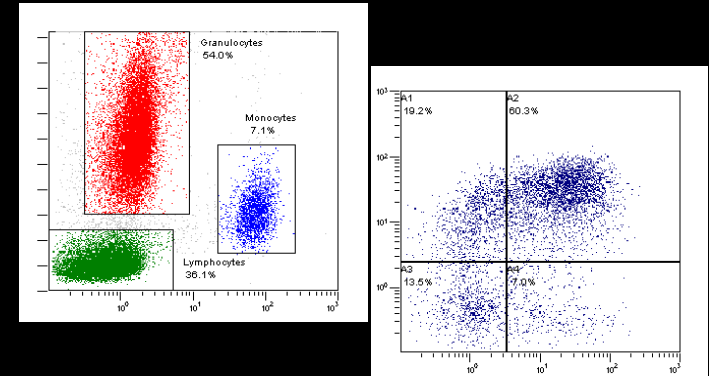 Granulocytes
54.0%
Monocytes
7.1%
Lymphocytes
36.1%
10⁰
10¹
10²
10³
A1
19.2%
A2
60.3%
A3
13.5%
A4
7.0%
10³
10²
10¹
10⁰
10⁰
10¹
10²
10³